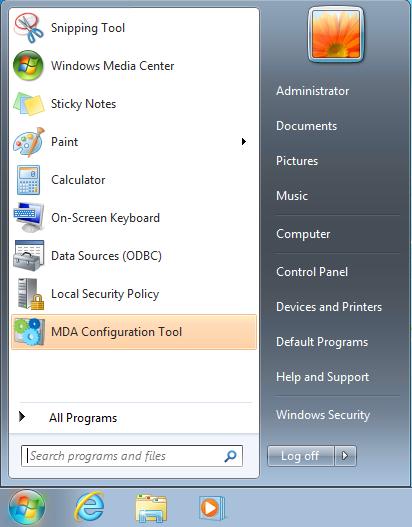 Snipping Tool
Windows Media Center
Sticky Notes
Paint
Calculator
On-Screen Keyboard
Data Sources (ODBC)
Local Security Policy
MDA Configuration Tool
All Programs
Search programs and files
Administrator
Documents
Pictures
Music
Computer
Control Panel
Devices and Printers
Default Programs
Help and Support
Windows Security
Log off